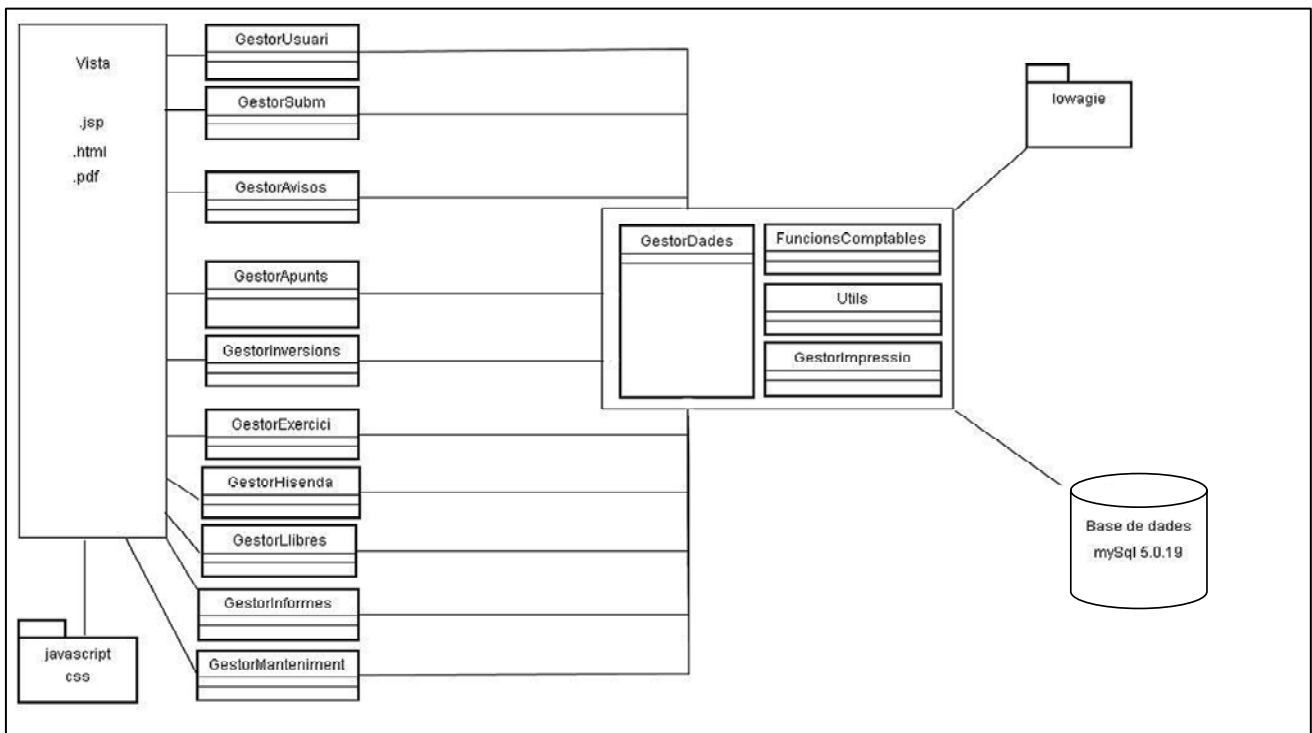 Vista
.jsp
.html
.pdf
GestorUsuari
GestorSubm
GestorAvisos
GestorApunts
GestorInversions
GestorExercici
GestorHisenda
GestorLlibres
GestorInformes
GestorManteniment
javascript
css
GestorDades
FuncionsComptables
Utils
GestorImpressio
lowagie
Base de dades
mySql 5.0.19